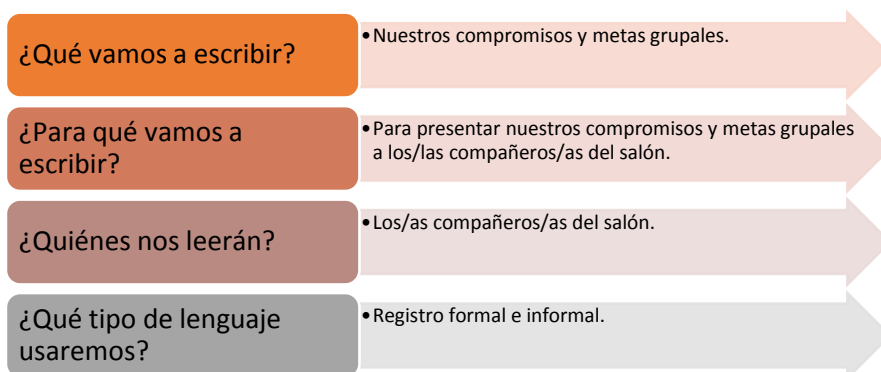 ¿Qué vamos a escribir?
•Nuestros compromisos y metas grupales.
¿Para qué vamos a
escribir?
•Para presentar nuestros compromisos y metas grupales
a los/las compañeros/as del salón.
¿Quiénes nos leerán?
•Los/as compañeros/as del salón.
¿Qué tipo de lenguaje
usaremos?
•Registro formal e informal.